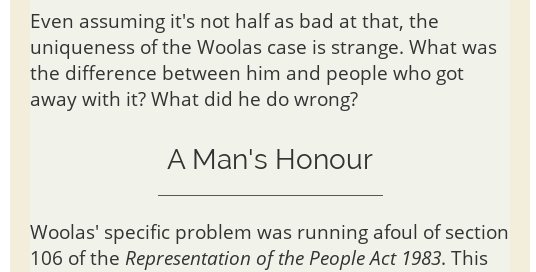 Even assuming it's not half as bad at that, the
uniqueness of the Woolas case is strange. What was
the difference between him and people who got
away with it? What did he do wrong?
A Man's Honour
Woolas' specific problem was running afoul of section
106 of the Representation of the People Act 1983. This